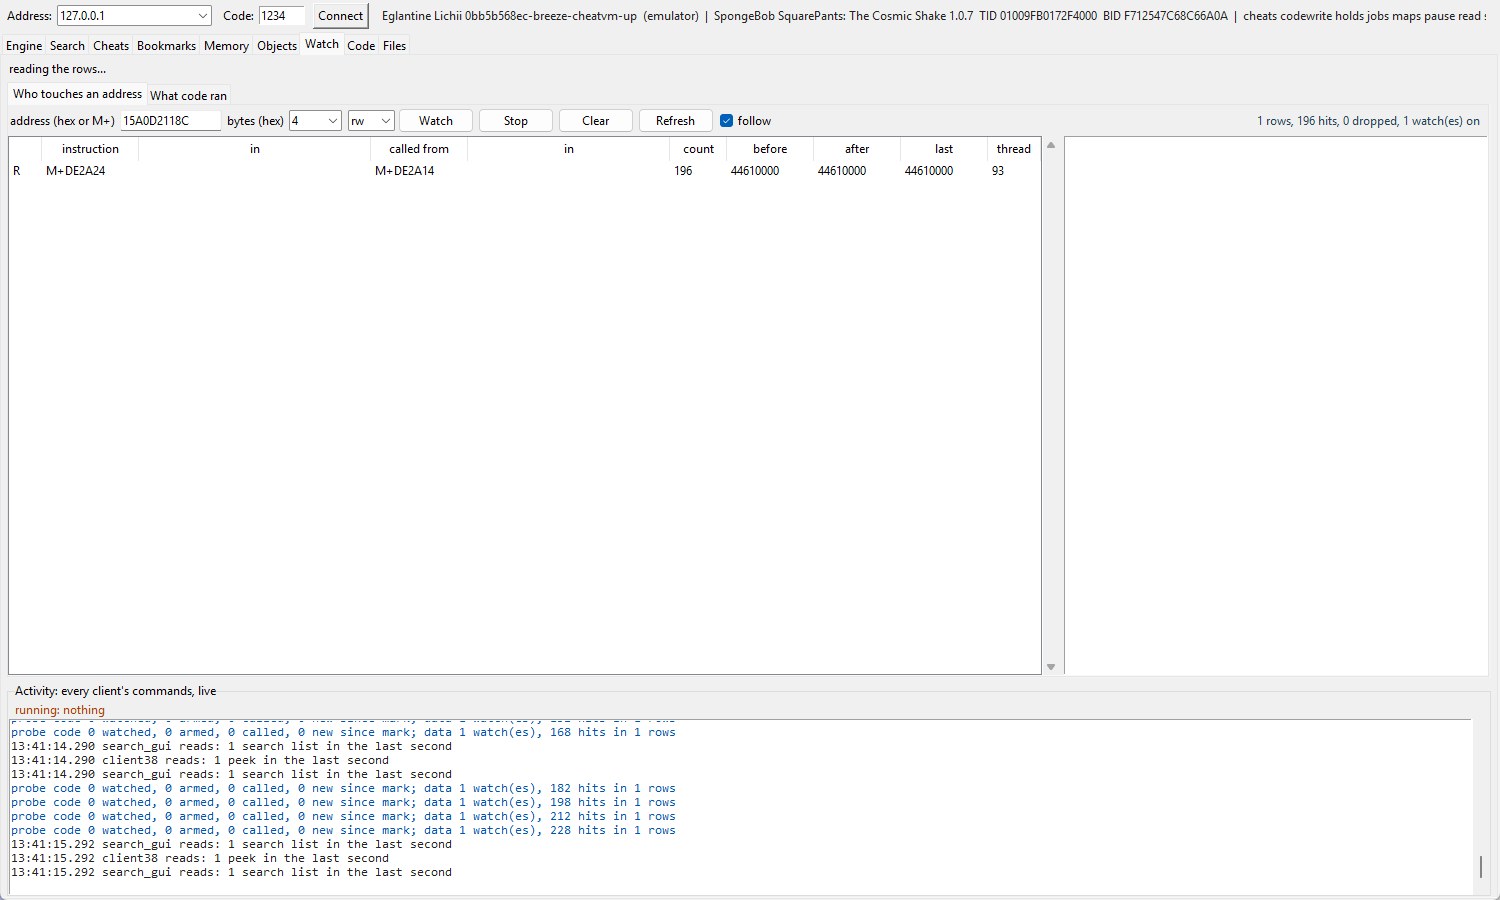 Address: 127.0.0.1 Code: 1234 Connect Eglantine Lichii 0bb5b568ec-breeze-cheatvm-up (emulator) | SpongeBob SquarePants: The Cosmic Shake 1.0.7 TID 01009FB0172F4000 BID F712547C68C66A0A | cheats codewrite holds jobs maps pause read
Engine Search Cheats Bookmarks Memory Objects Watch Code Files
reading the rows...
Who touches an address What code ran
address (hex or M+) 15A0D2118C bytes (hex) 4 rw Watch Stop Clear Refresh follow 1 rows, 196 hits, 0 dropped, 1 watch(es) on
instruction in called from in count before after last thread
R M+DE2A24 M+DE2A14 196 44610000 44610000 44610000 93
Activity: every client's commands, live
running: nothing
probe code 0 watched, 0 armed, 0 called, 0 new since mark; data 1 watch(es), 168 hits in 1 rows
13:41:14.290 search_gui reads: 1 search list in the last second
13:41:14.290 client38 reads: 1 peek in the last second
13:41:14.290 search_gui reads: 1 search list in the last second
probe code 0 watched, 0 armed, 0 called, 0 new since mark; data 1 watch(es), 182 hits in 1 rows
probe code 0 watched, 0 armed, 0 called, 0 new since mark; data 1 watch(es), 198 hits in 1 rows
probe code 0 watched, 0 armed, 0 called, 0 new since mark; data 1 watch(es), 212 hits in 1 rows
probe code 0 watched, 0 armed, 0 called, 0 new since mark; data 1 watch(es), 228 hits in 1 rows
13:41:15.292 search_gui reads: 1 search list in the last second
13:41:15.292 client38 reads: 1 peek in the last second
13:41:15.292 search_gui reads: 1 search list in the last second